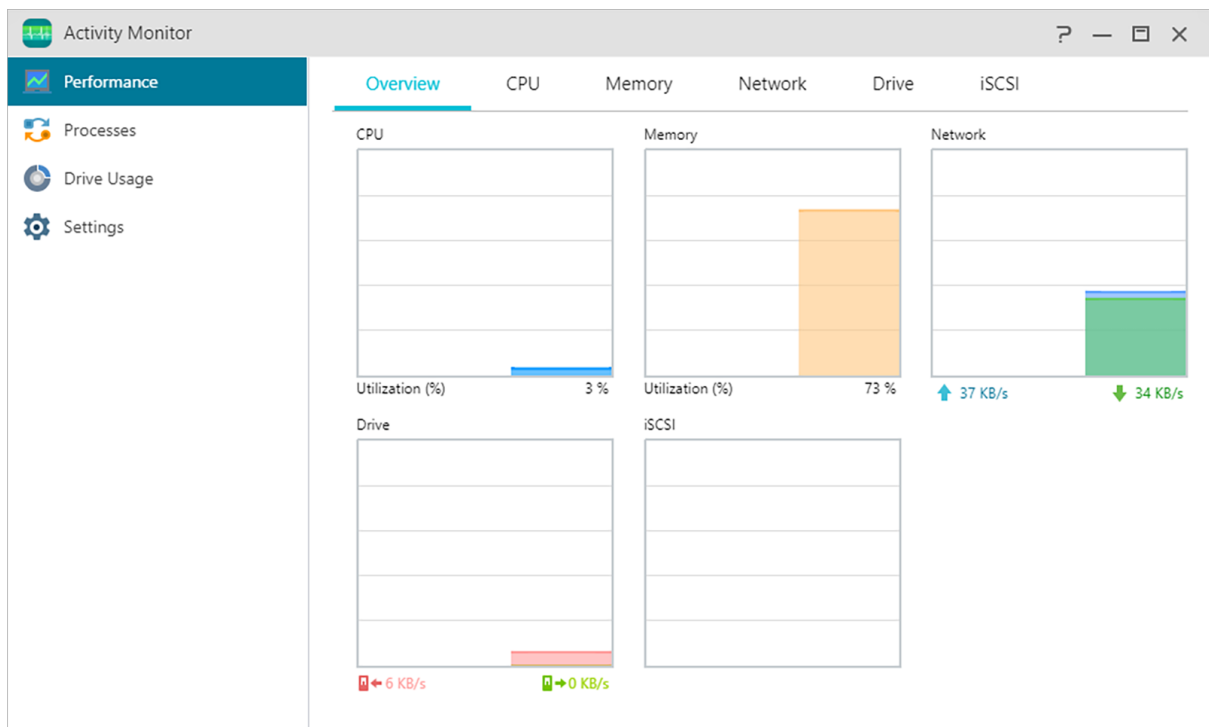 Activity Monitor
Performance
Processes
Drive Usage
Settings
Overview CPU Memory Network Drive iSCSI
CPU
Utilization (%) 3 %
Memory
Utilization (%) 73 %
Network
37 KB/s 34 KB/s
Drive
6 KB/s 0 KB/s
iSCSI